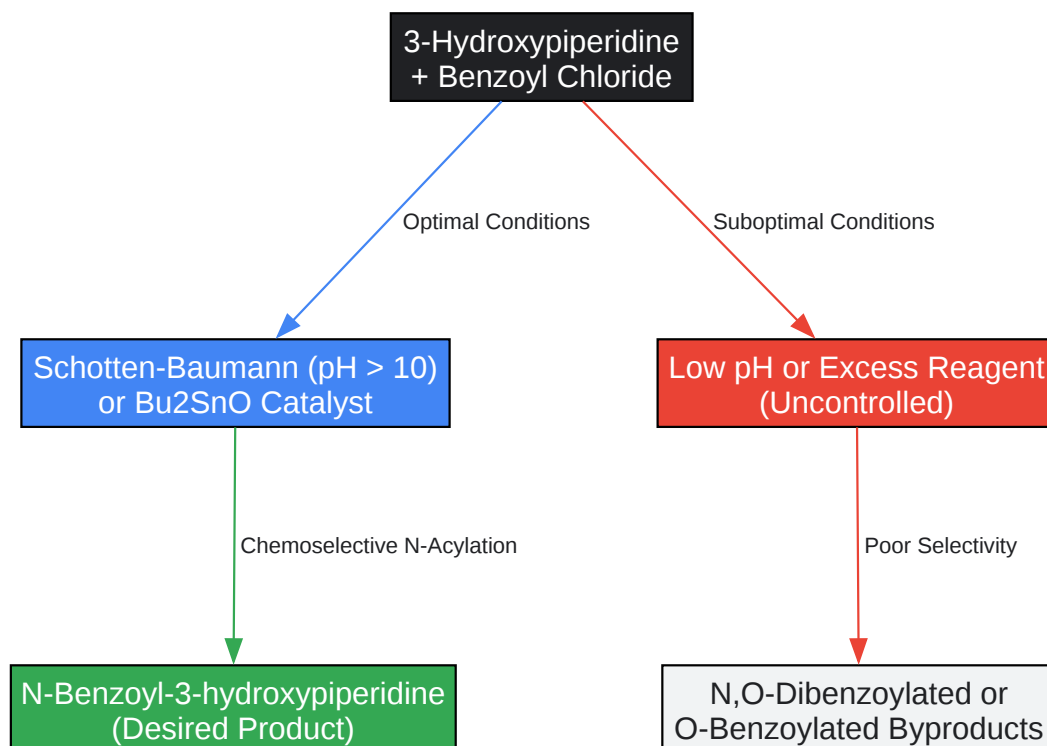 3-Hydroxypiperidine
+ Benzoyl Chloride
Optimal Conditions
Suboptimal Conditions
Schotten-Baumann (pH > 10)
or Bu2SnO Catalyst
Low pH or Excess Reagent
(Uncontrolled)
Chemoselective N-Acylation
Poor Selectivity
N-Benzoyl-3-hydroxypiperidine
(Desired Product)
N,O-Dibenzoylated or
O-Benzoylated Byproducts